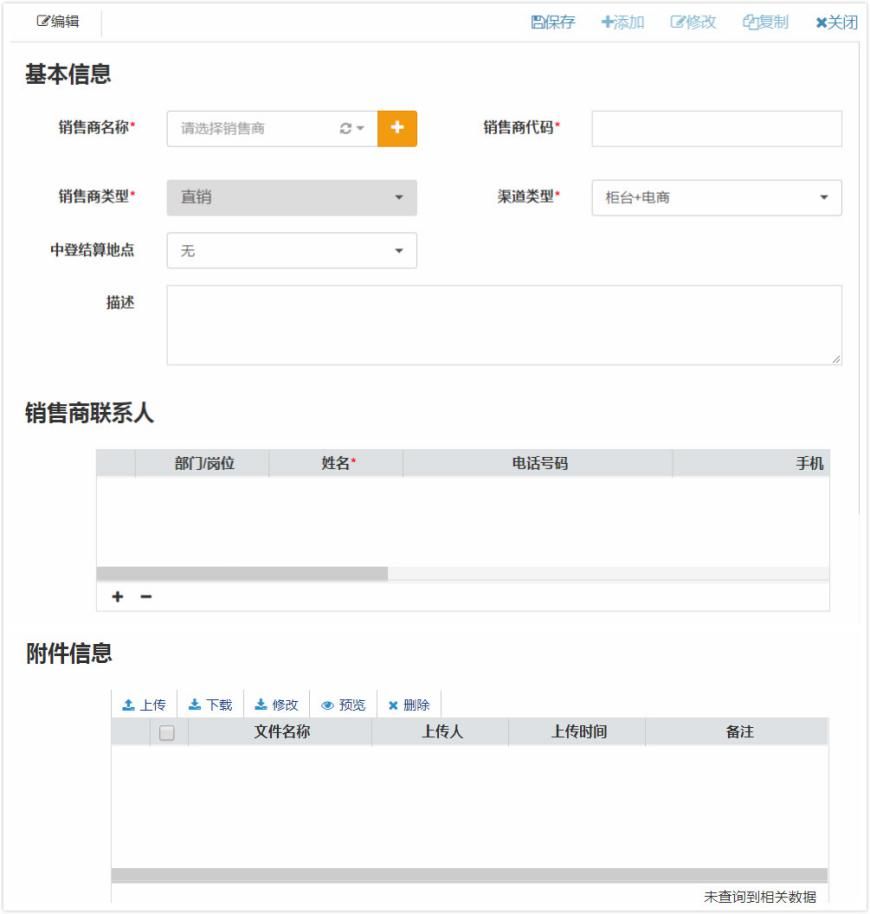 编辑 保存 添加 修改 复制 关闭
基本信息
销售商名称* 请选择销售商 销售商代码*
销售商类型* 直销 渠道类型* 柜台+电商
中登结算地点 无
描述
销售商联系人
部门/岗位 姓名* 电话号码 手机
附件信息
上传 下载 修改 预览 删除
文件名称 上传人 上传时间 备注
未查询到相关数据